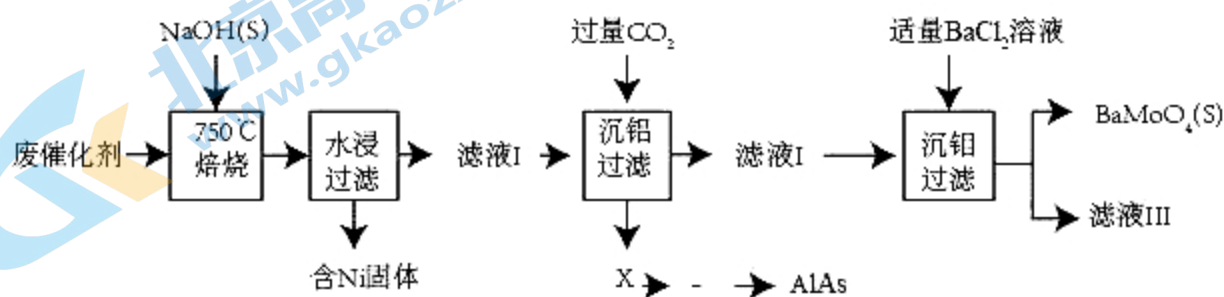 NaOH(S)
过量CO₂
适量BaCl₂溶液
废催化剂
750℃
焙烧
水浸
过滤
滤液I
沉铝
过滤
滤液I
沉钼
过滤
BaMoO₄(S)
滤液III
含Ni固体
X
-
AlAs
www.gkaoz